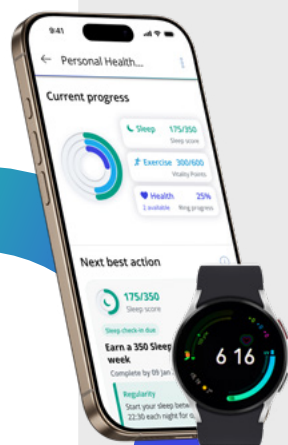 9:41
← Personal Health...
Current progress
Sleep 175/350
Sleep score
Exercise 300/600
Vitality Points
Health 25%
2 available Ring progress
Next best action
175/350
Sleep score
Sleep check-in due
Earn a 350 Sleep
week
Complete by 09 Jan
Regularity
Start your sleep betw
22:30 each night for
6 16